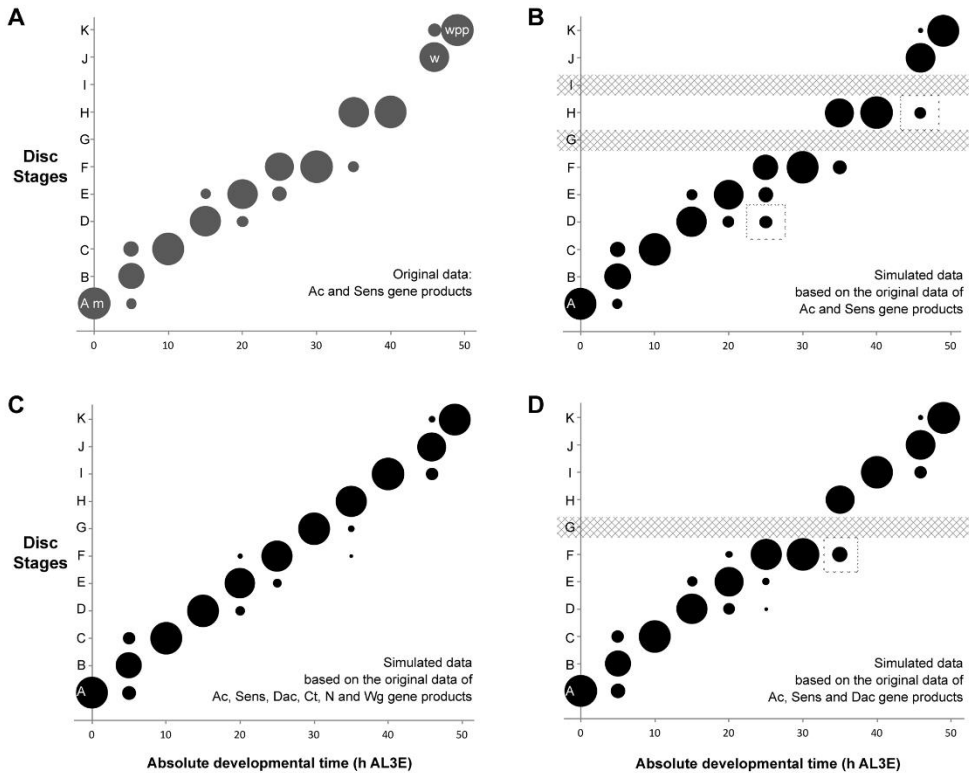 A
K
J
I
H
G
F
E
D
C
B
wpp
w
A m
Disc
Stages
Original data:
Ac and Sens gene products
0 10 20 30 40 50
B
K
J
I
H
G
F
E
D
C
B
A
Simulated data
based on the original data of
Ac and Sens gene products
0 10 20 30 40 50
C
K
J
I
H
G
F
E
D
C
B
A
Disc
Stages
Simulated data
based on the original data of
Ac, Sens, Dac, Ct, N and Wg gene products
0 10 20 30 40 50
Absolute developmental time (h AL3E)
D
K
J
I
H
G
F
E
D
C
B
A
Simulated data
based on the original data of
Ac, Sens and Dac gene products
0 10 20 30 40 50
Absolute developmental time (h AL3E)